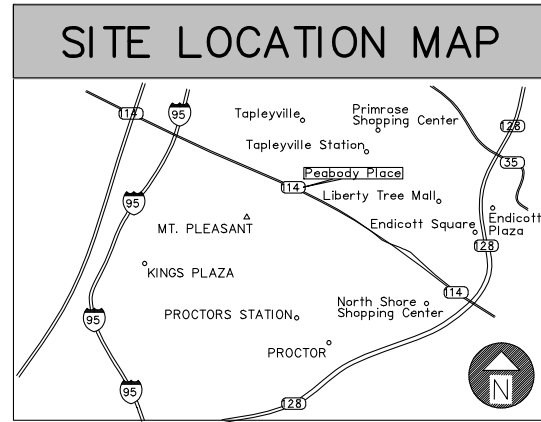 SITE LOCATION MAP
14
95
Tapleyville
Primrose
Shopping Center
128
Tapleyville Station
35
Peabody Place
114
Liberty Tree Mall
95
MT. PLEASANT
Endicott Square
Endicott
Plaza
128
KINGS PLAZA
114
North Shore
Shopping Center
PROCTORS STATION
95
PROCTOR
95
128
N